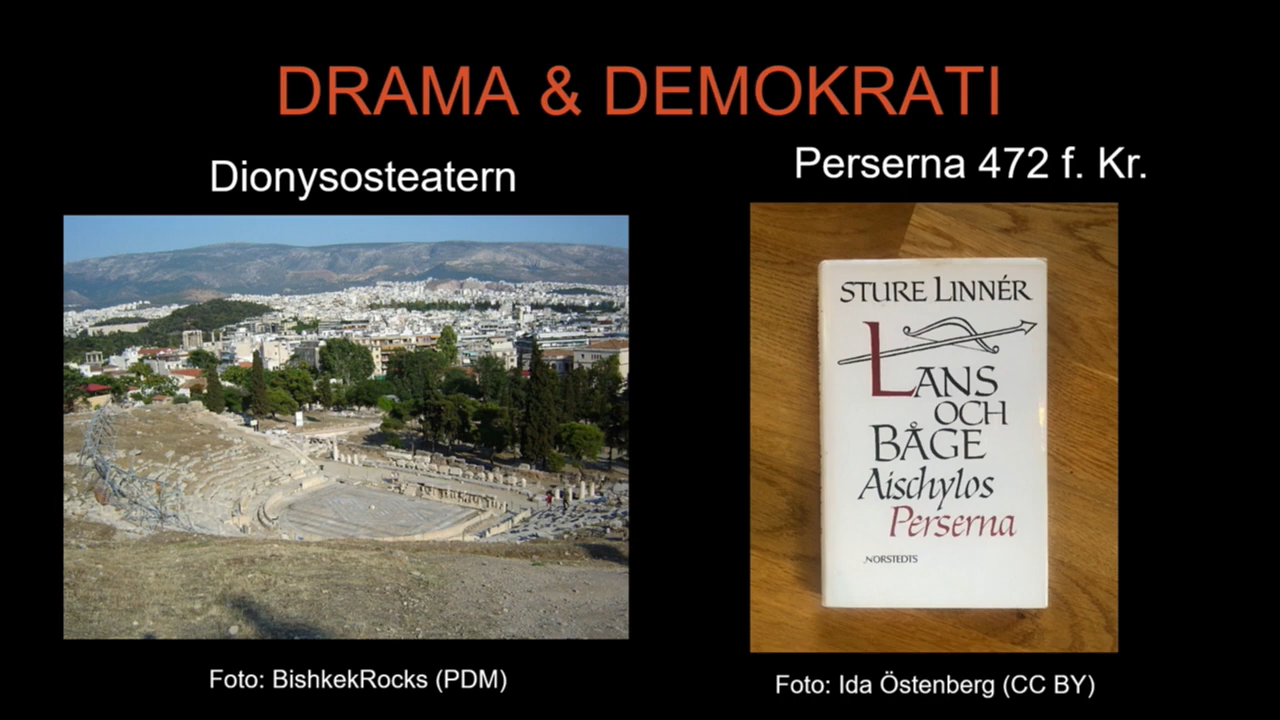 DRAMA & DEMOKRATI
Dionysosteatern
Perserna 472 f. Kr.
STURE LINNÉR
LANS
OCH
BÅGE
Aischylos
Perserna
NORSTEDTS
Foto: BishkekRocks (PDM)
Foto: Ida Östenberg (CC BY)